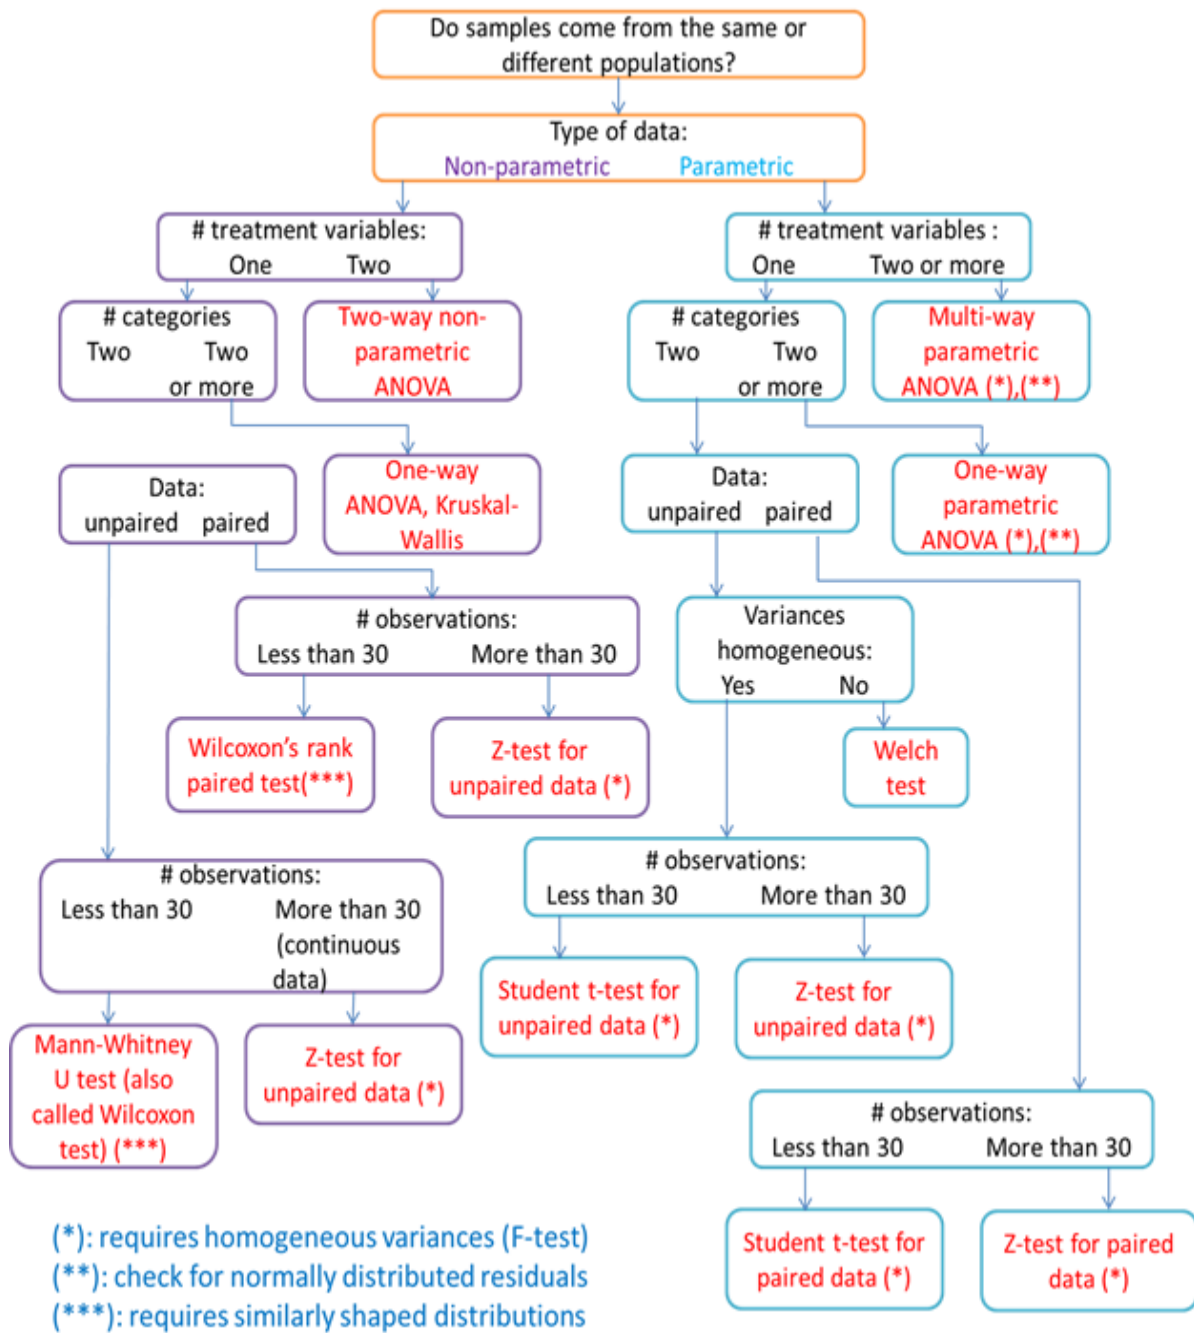 Do samples come from the same or
different populations?
Type of data:
Non-parametric Parametric
# treatment variables:
One Two
# treatment variables :
One Two or more
# categories
Two Two
or more
Two-way non-
parametric
ANOVA
# categories
Two Two
or more
Multi-way
parametric
ANOVA (*),(**)
Data:
unpaired paired
One-way
ANOVA, Kruskal-
Wallis
Data:
unpaired paired
One-way
parametric
ANOVA (*),(**)
# observations:
Less than 30 More than 30
Variances
homogeneous:
Yes No
Wilcoxon's rank
paired test(***)
Z-test for
unpaired data (*)
Welch
test
# observations:
Less than 30 More than 30
(continuous
data)
# observations:
Less than 30 More than 30
Mann-Whitney
U test (also
called Wilcoxon
test) (***)
Z-test for
unpaired data (*)
Student t-test for
unpaired data (*)
Z-test for
unpaired data (*)
# observations:
Less than 30 More than 30
Student t-test for
paired data (*)
Z-test for paired
data (*)
(*): requires homogeneous variances (F-test)
(**): check for normally distributed residuals
(***): requires similarly shaped distributions